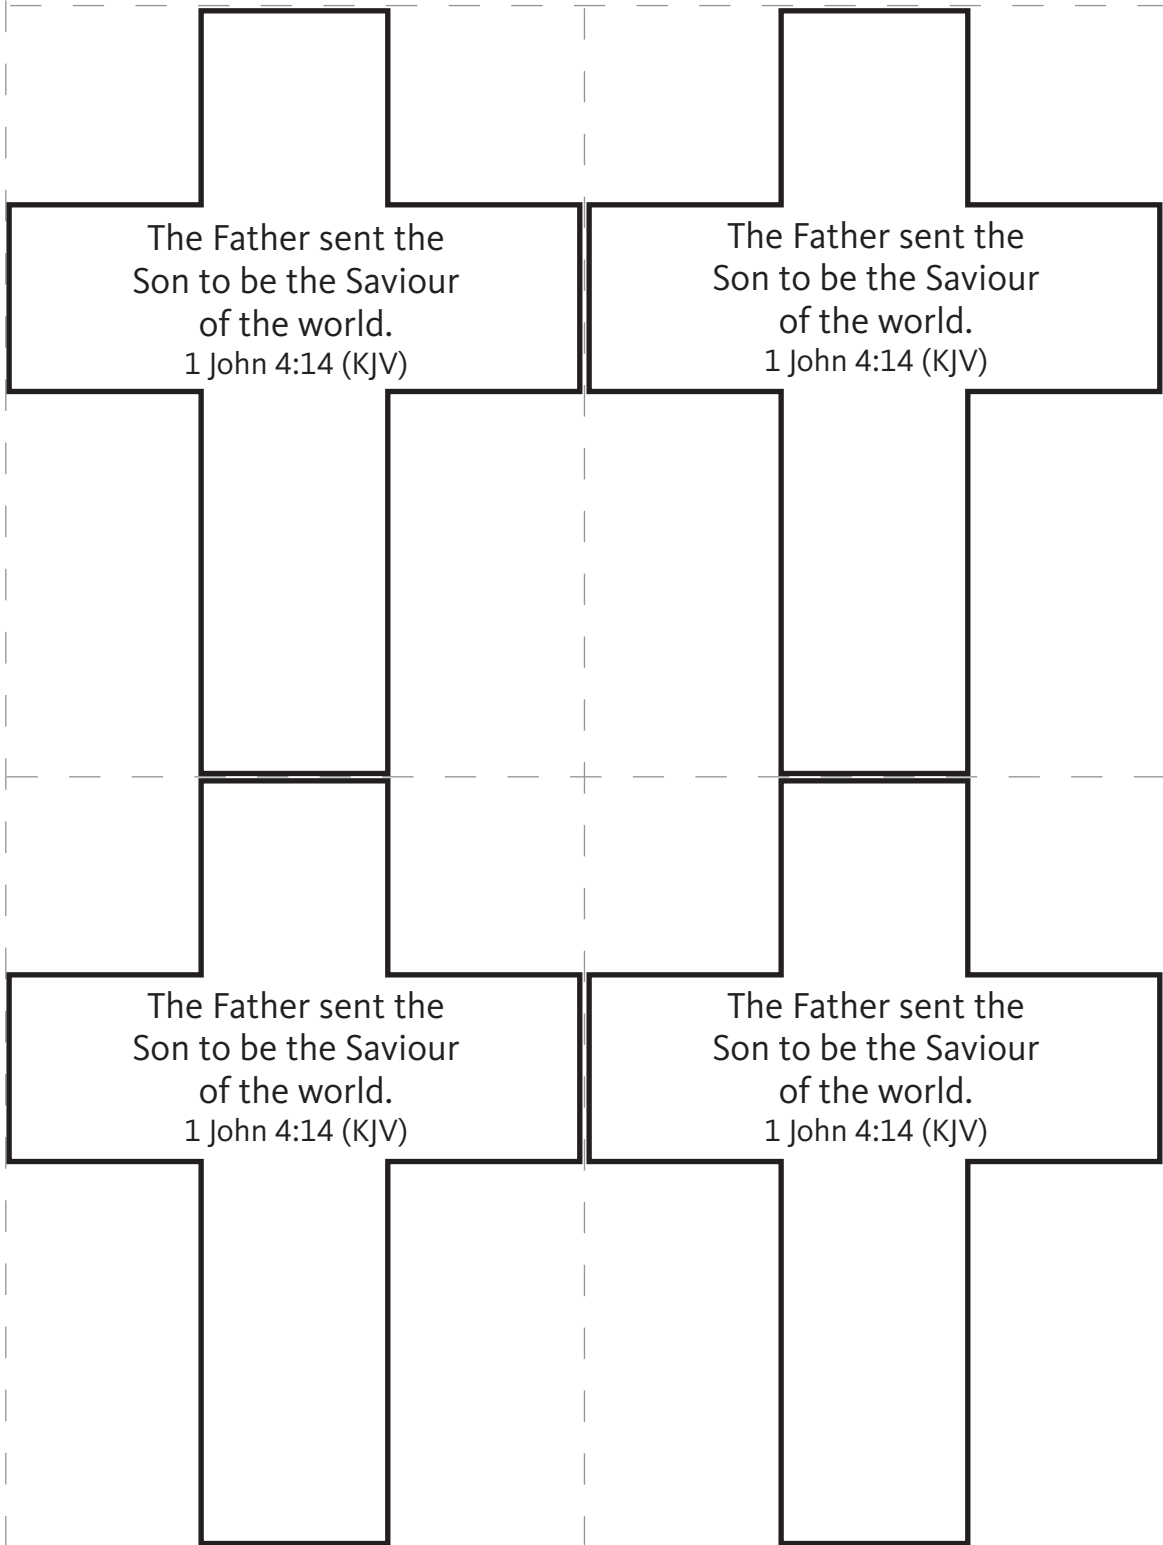 The Father sent the
Son to be the Saviour
of the world.
1 John 4:14 (KJV)
The Father sent the
Son to be the Saviour
of the world.
1 John 4:14 (KJV)
The Father sent the
Son to be the Saviour
of the world.
1 John 4:14 (KJV)
The Father sent the
Son to be the Saviour
of the world.
1 John 4:14 (KJV)